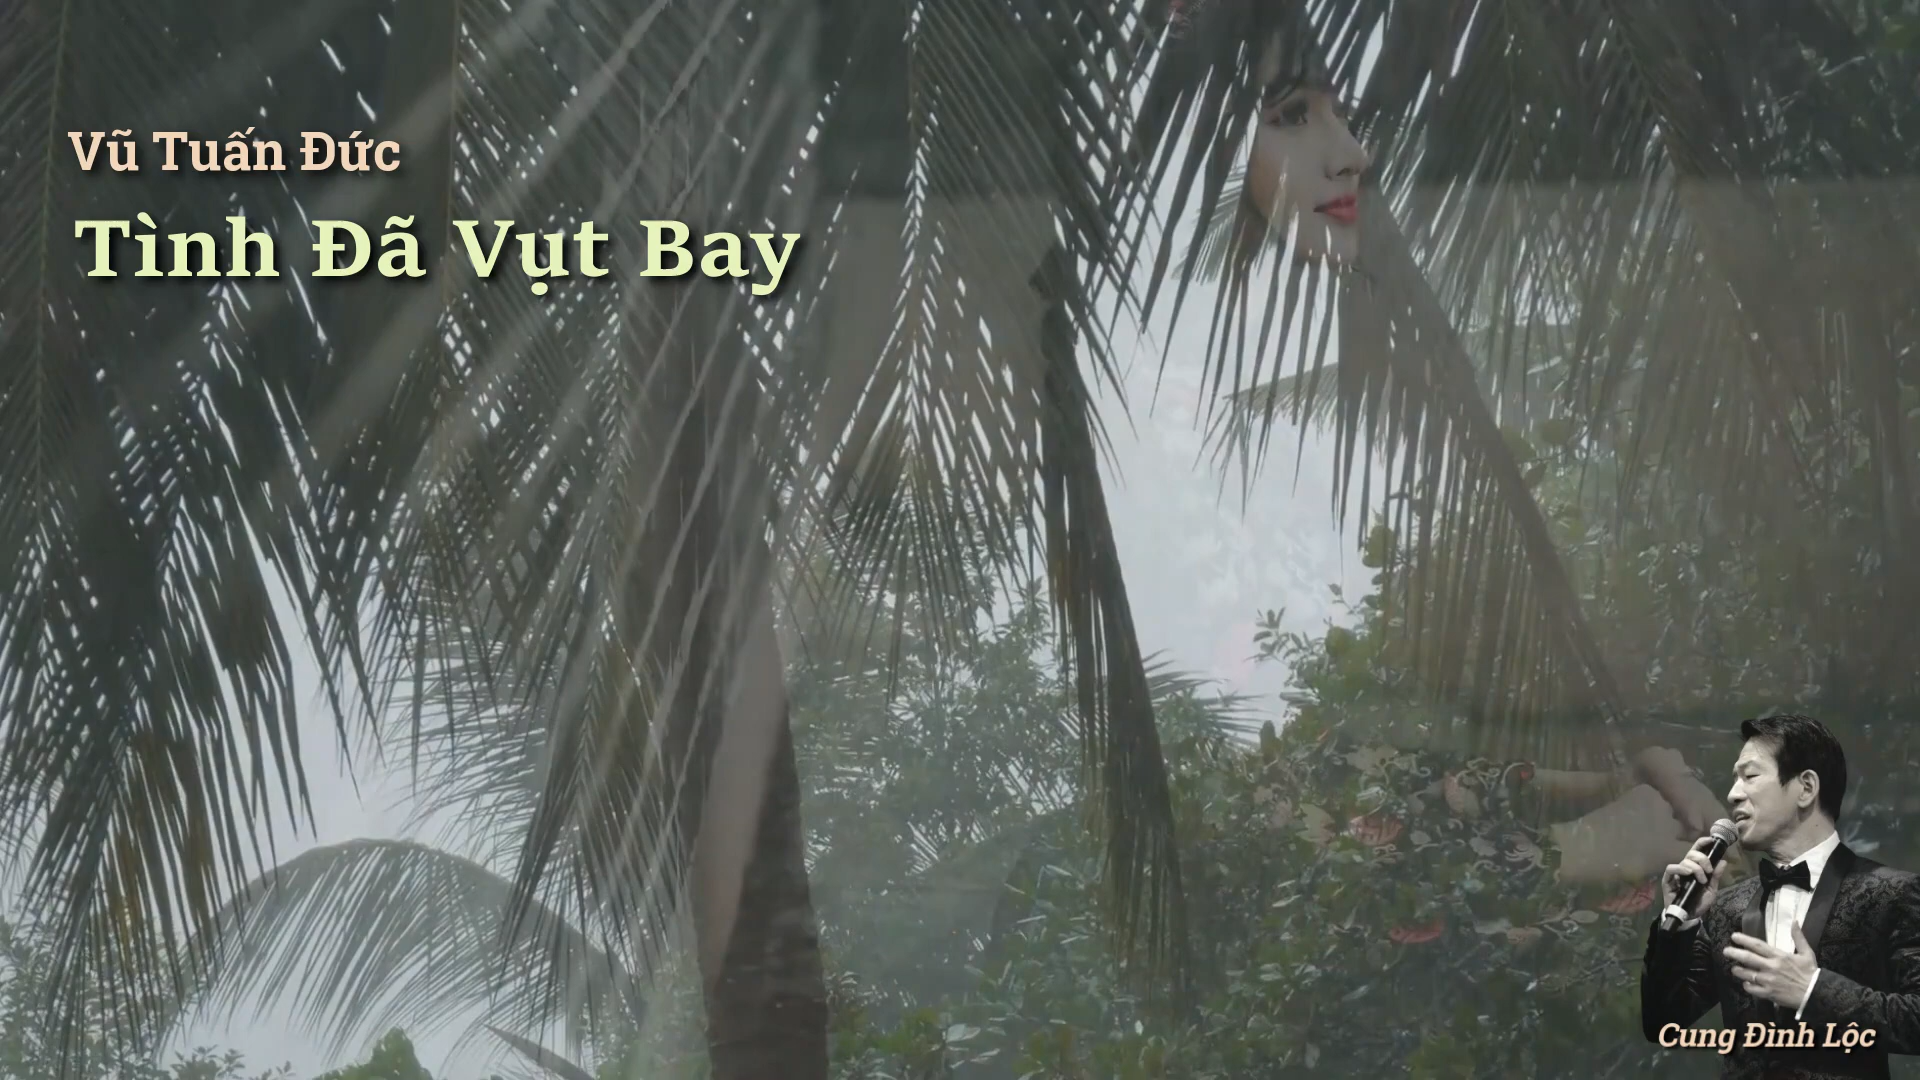 Vũ Tuấn Đức
Tình Đã Vụt Bay
Cung Đình Lộc